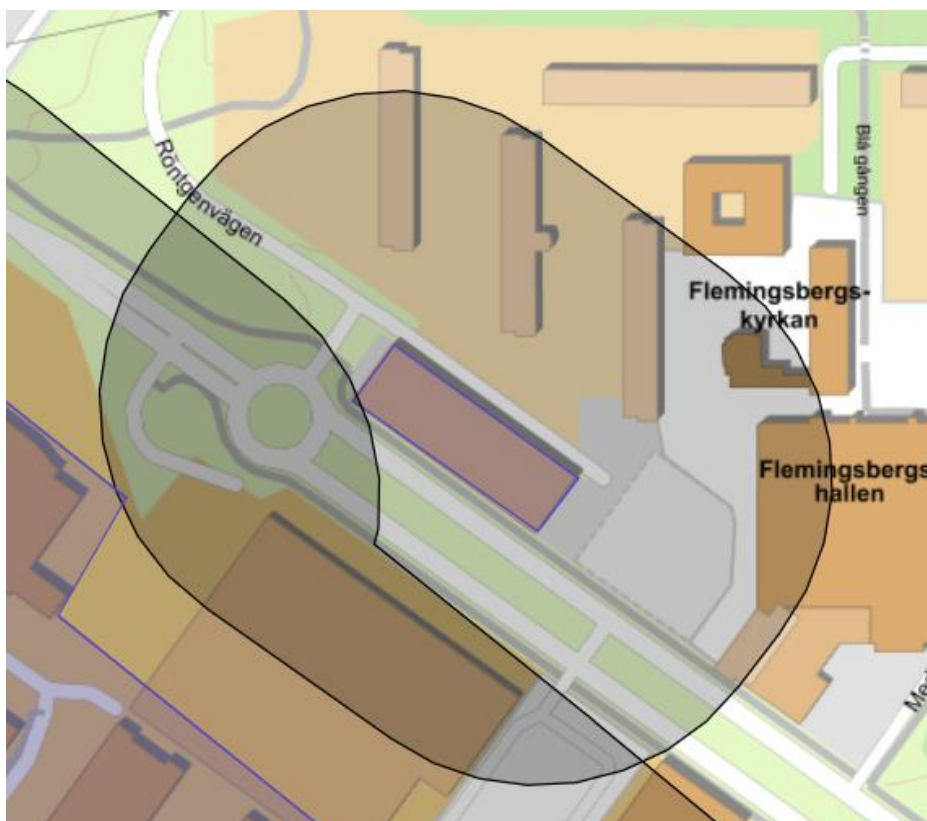 Röntgenvägen
Blå gången
Flemingsbergs-
kyrkan
Flemingsbergs
hallen